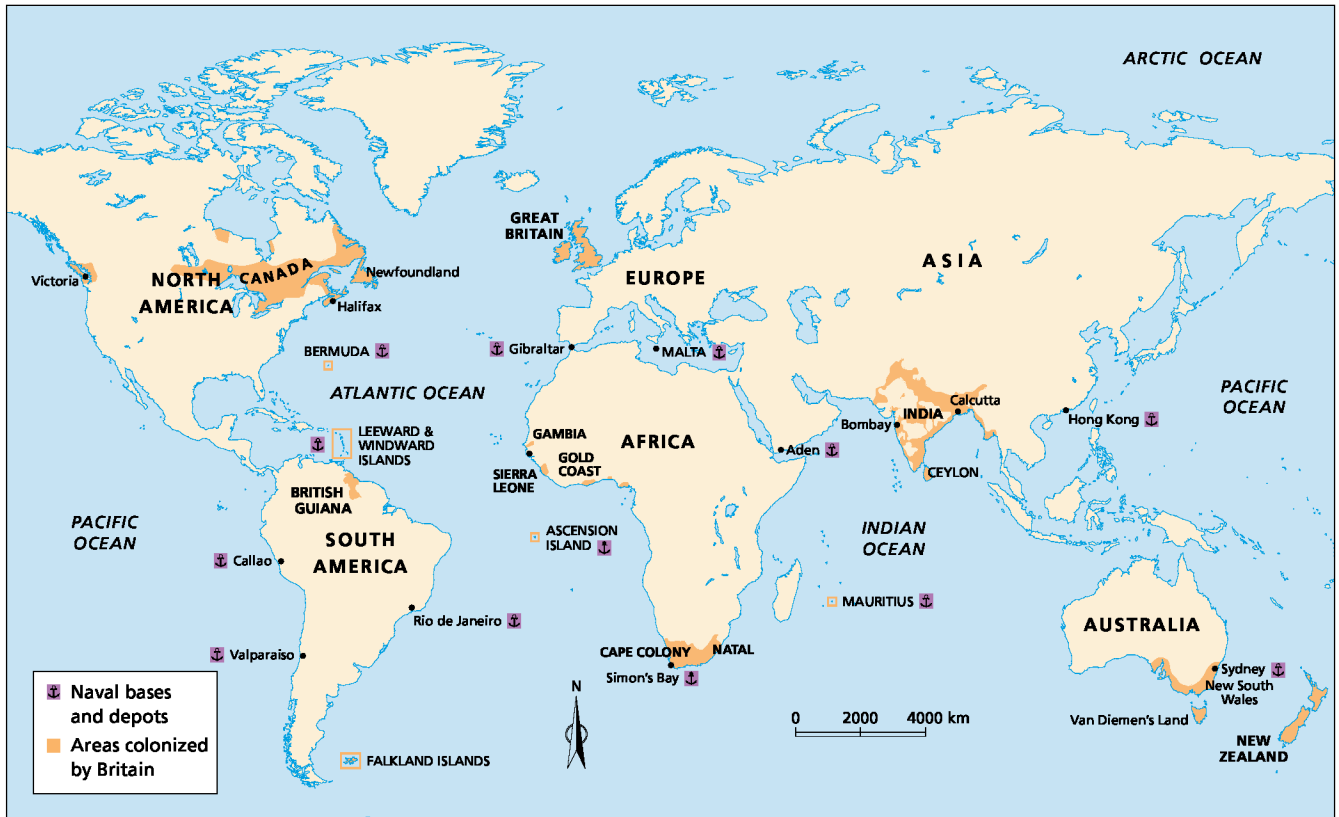 ARCTIC OCEAN
GREAT
BRITAIN
EUROPE
ASIA
Victoria
NORTH
AMERICA
CANADA
Newfoundland
Halifax
BERMUDA
Gibraltar
MALTA
ATLANTIC OCEAN
PACIFIC
OCEAN
LEEWARD &
WINDWARD
ISLANDS
GAMBIA
SIERRA
LEONE
GOLD
COAST
AFRICA
Aden
Bombay
INDIA
Calcutta
CEYLON
Hong Kong
BRITISH
GUIANA
PACIFIC
OCEAN
SOUTH
AMERICA
Callao
ASCENSION
ISLAND
INDIAN
OCEAN
Rio de Janeiro
MAURITIUS
Valparaiso
CAPE COLONY
NATAL
Simon's Bay
AUSTRALIA
Sydney
New South
Wales
Van Diemen's Land
NEW
ZEALAND
FALKLAND ISLANDS
N
0 2000 4000 km
Naval bases
and depots
Areas colonized
by Britain